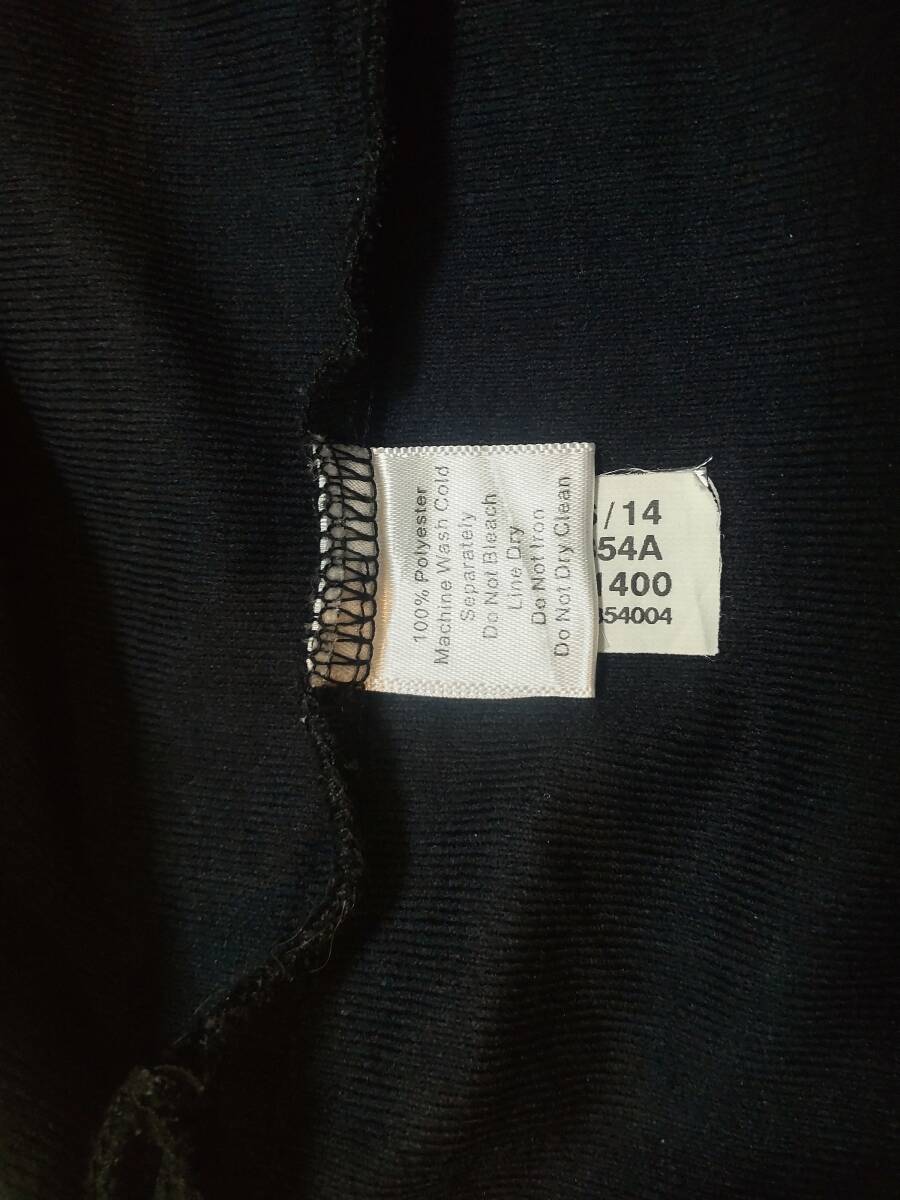 100% Polyester
Machine Wash Cold
Separately
Do Not Bleach
Line Dry
Do Not Iron
Do Not Dry Clean
/14
54A
1400
354004